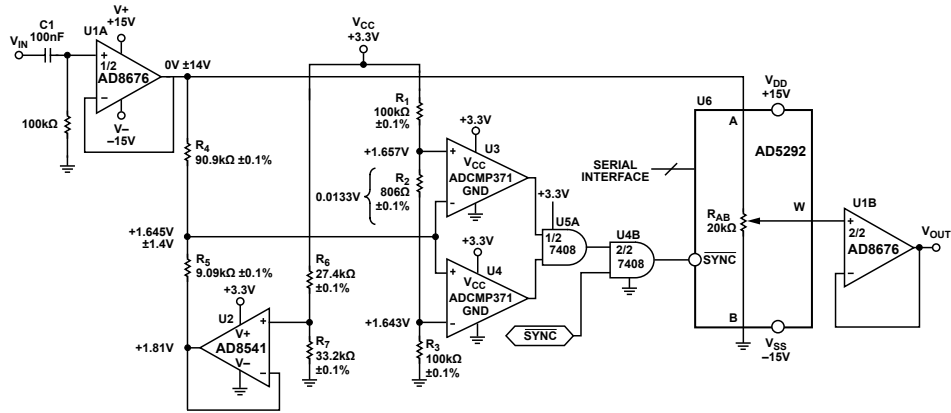 C1
100nF
V_IN
100kΩ
U1A
V+
+15V
+
1/2
AD8676
–
V–
–15V
0V ±14V
R4
90.9kΩ ±0.1%
+1.645V
±1.4V
R5
9.09kΩ ±0.1%
+3.3V
U2
V+
+
AD8541
V–
–
+1.81V
V_CC
+3.3V
R6
27.4kΩ
±0.1%
R7
33.2kΩ
±0.1%
R1
100kΩ
±0.1%
+1.657V
0.0133V
R2
806Ω
±0.1%
+1.643V
R3
100kΩ
±0.1%
+3.3V
U3
+
V_CC
ADCMP371
GND
–
+3.3V
U4
+
V_CC
ADCMP371
GND
–
+3.3V
U5A
1/2
7408
U4B
2/2
7408
SYNC
SERIAL
INTERFACE
U6
V_DD
+15V
A
AD5292
W
R_AB
20kΩ
SYNC
B
V_SS
–15V
U1B
+
2/2
AD8676
–
V_OUT